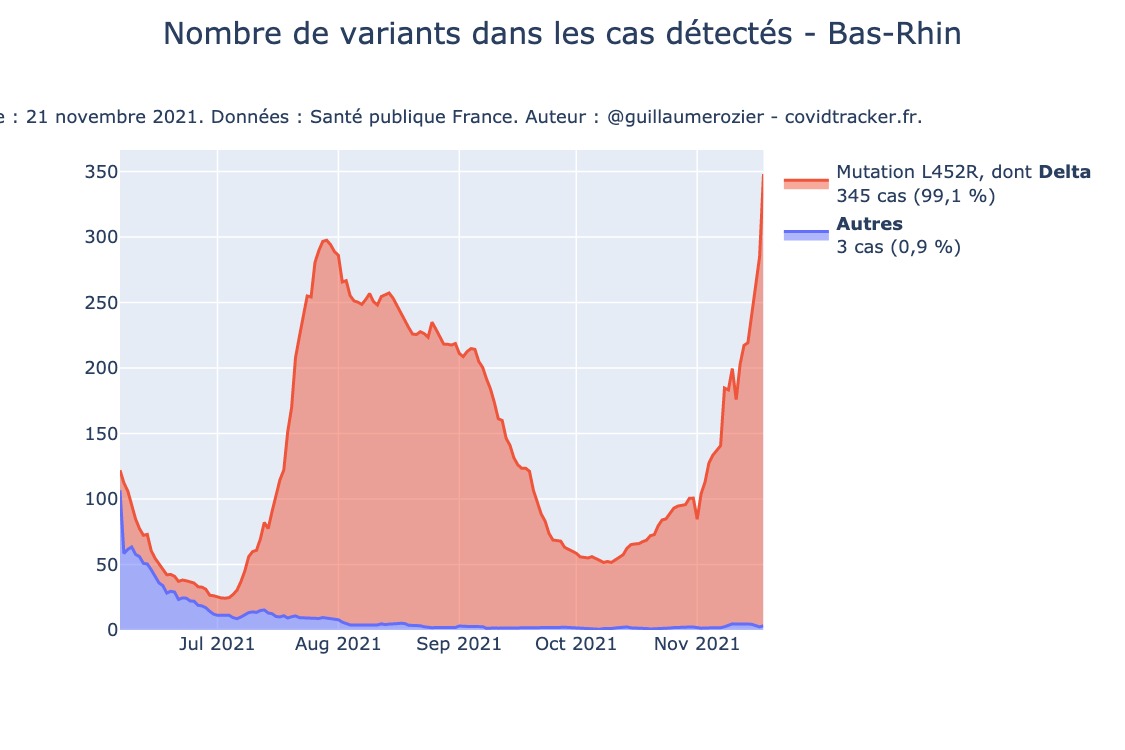 Nombre de variants dans les cas détectés - Bas-Rhin
: 21 novembre 2021. Données : Santé publique France. Auteur : @guillaumerozier - covidtracker.fr.
350
300
250
200
150
100
50
0
Jul 2021 Aug 2021 Sep 2021 Oct 2021 Nov 2021
Mutation L452R, dont Delta
345 cas (99,1 %)
Autres
3 cas (0,9 %)